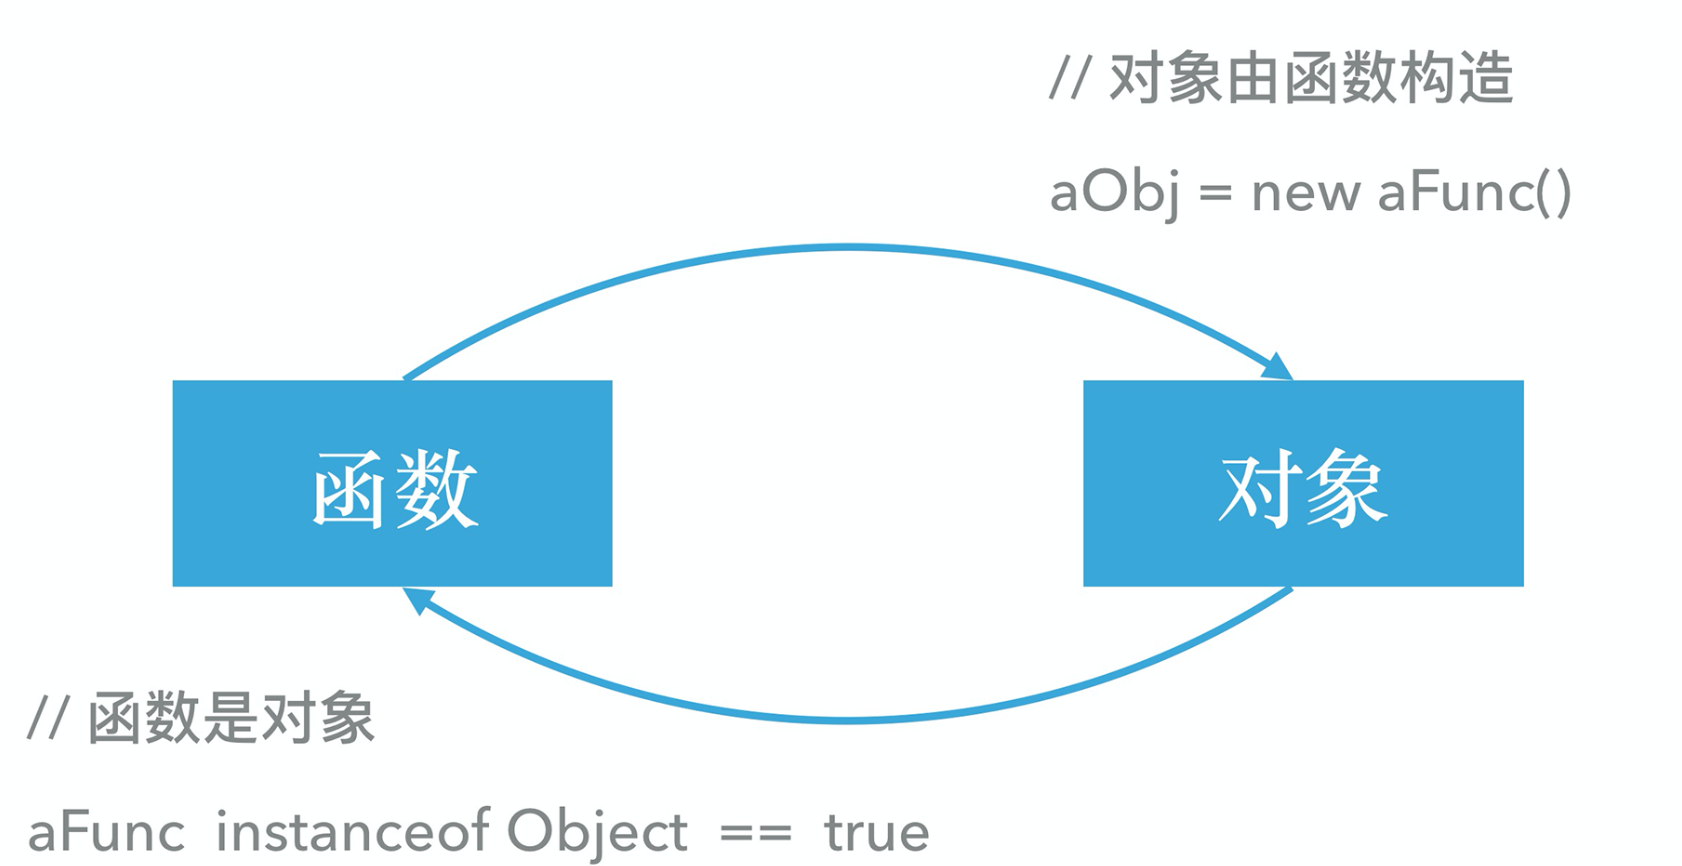 // 对象由函数构造
aObj = new aFunc()
函数
对象
// 函数是对象
aFunc instanceof Object == true